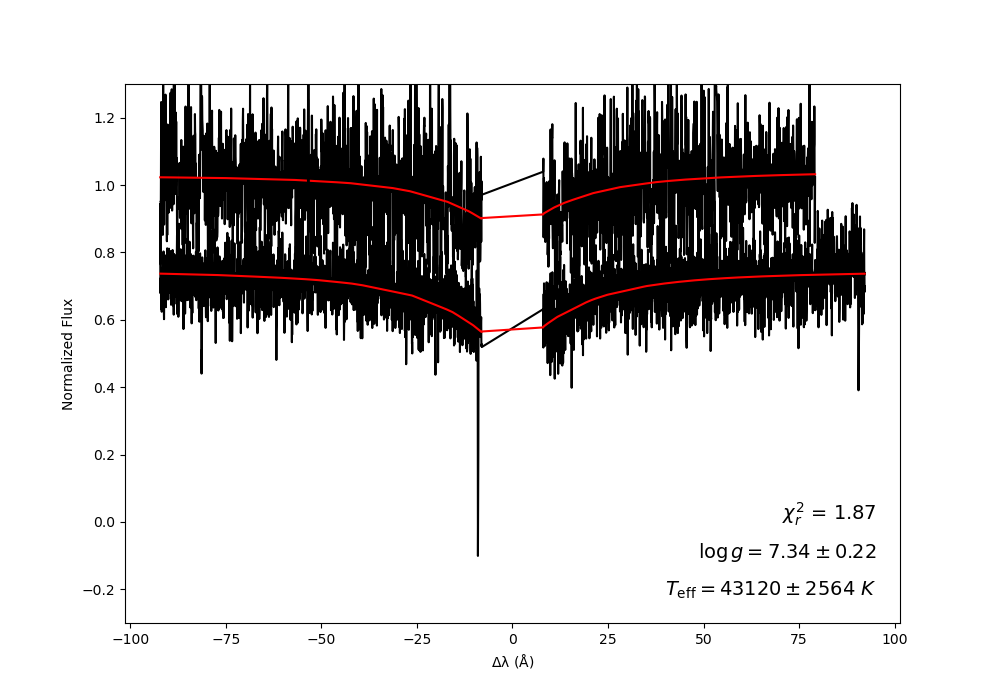 1.2
1.0
0.8
0.6
0.4
0.2
0.0
−0.2
Normalized Flux
χ²ᵣ = 1.87
log g = 7.34 ± 0.22
T_eff = 43120 ± 2564 K
−100 −75 −50 −25 0 25 50 75 100
Δλ (Å)